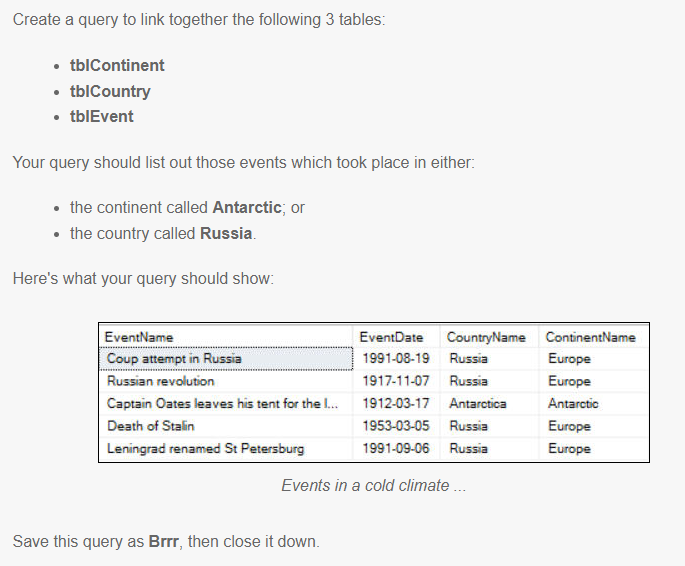 Create a query to link together the following 3 tables:
• tblContinent
• tblCountry
• tblEvent
Your query should list out those events which took place in either:
• the continent called Antarctic; or
• the country called Russia.
Here's what your query should show:
EventName EventDate CountryName ContinentName
Coup attempt in Russia 1991-08-19 Russia Europe
Russian revolution 1917-11-07 Russia Europe
Captain Oates leaves his tent for the l... 1912-03-17 Antarctica Antarctic
Death of Stalin 1953-03-05 Russia Europe
Leningrad renamed St Petersburg 1991-09-06 Russia Europe
Events in a cold climate ...
Save this query as Brrr, then close it down.